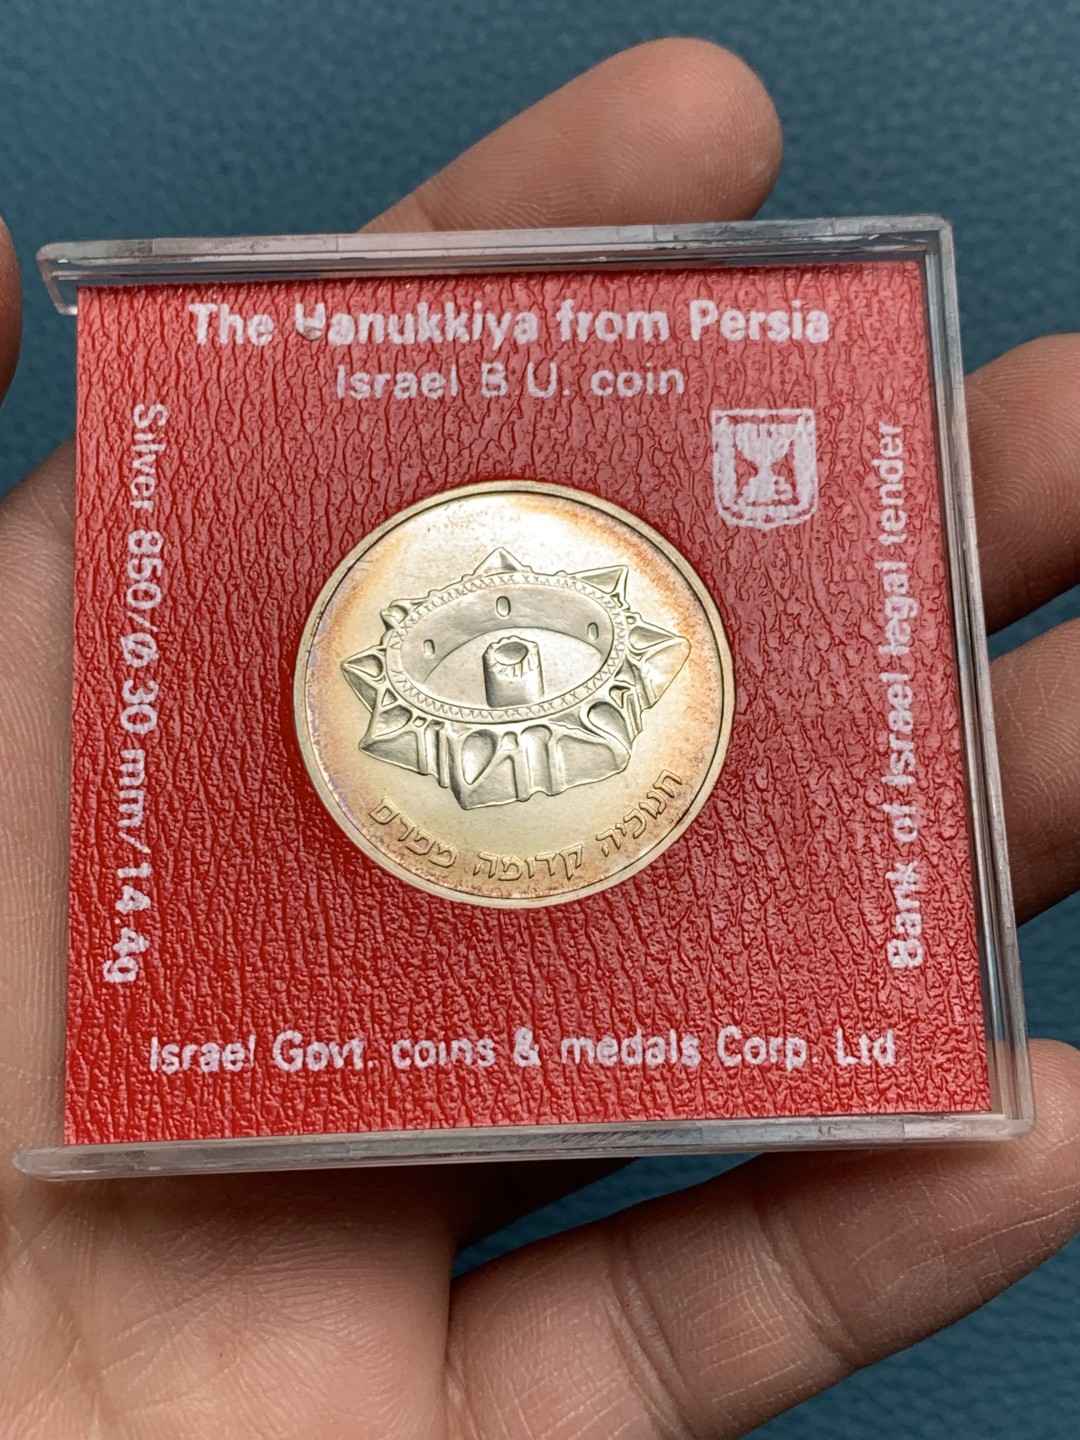 The Hanukkiya from Persia
Israel B.U. coin
Silver 850/Ø 30 mm/14.4g
Bank of Israel legal tender
חנוכיה קדומה מפרס
Israel Govt. coins & medals Corp. Ltd